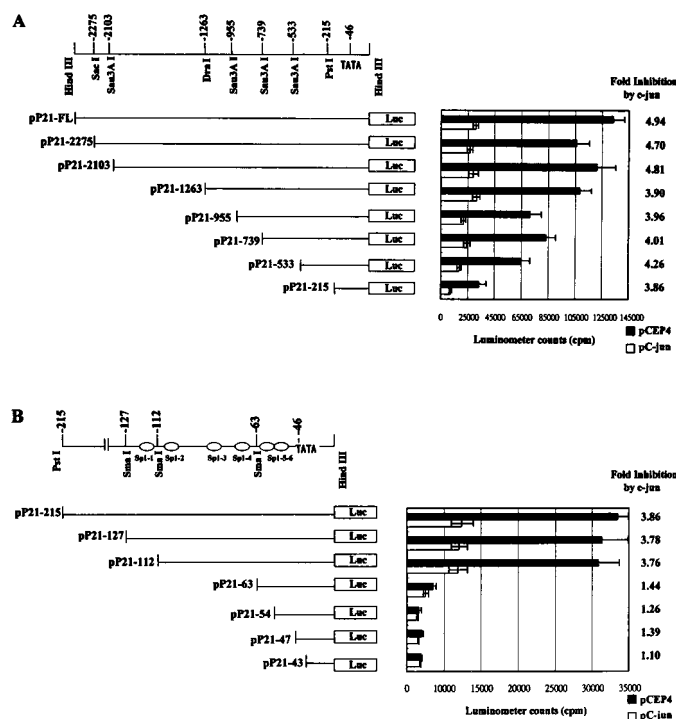 A
-2275
-2103
-1263
-955
-739
-533
-215
-46
Hind III
Sac I
Sau3A I
Dra I
Sau3A I
Sau3A I
Sau3A I
Pst I
TATA
Hind III
Fold Inhibition
by c-jun
pP21-FL Luc 4.94
pP21-2275 Luc 4.70
pP21-2103 Luc 4.81
pP21-1263 Luc 3.90
pP21-955 Luc 3.96
pP21-739 Luc 4.01
pP21-533 Luc 4.26
pP21-215 Luc 3.86
0 25000 45000 65000 85000 105000 125000 145000
Luminometer counts (cpm)
pCEP4
pC-jun
B
-215
-127
-112
-63
-46
TATA
Pst I
Sma I
Sp1-1
Sma I
Sp1-2
Sp1-3
Sp1-4
Sma I
Sp1-5-6
Hind III
Fold Inhibition
by c-jun
pP21-215 Luc 3.86
pP21-127 Luc 3.78
pP21-112 Luc 3.76
pP21-63 Luc 1.44
pP21-54 Luc 1.26
pP21-47 Luc 1.39
pP21-43 Luc 1.10
0 10000 15000 20000 25000 30000 35000
Luminometer counts (cpm)
pCEP4
pC-jun